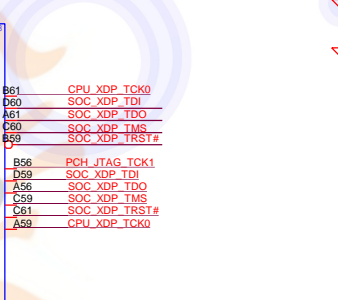 B61 CPU_XDP_TCK0
D60 SOC_XDP_TDI
A61 SOC_XDP_TDO
C60 SOC_XDP_TMS
B59 SOC_XDP_TRST#
B56 PCH_JTAG_TCK1
D59 SOC_XDP_TDI
A56 SOC_XDP_TDO
C59 SOC_XDP_TMS
C61 SOC_XDP_TRST#
A59 CPU_XDP_TCK0